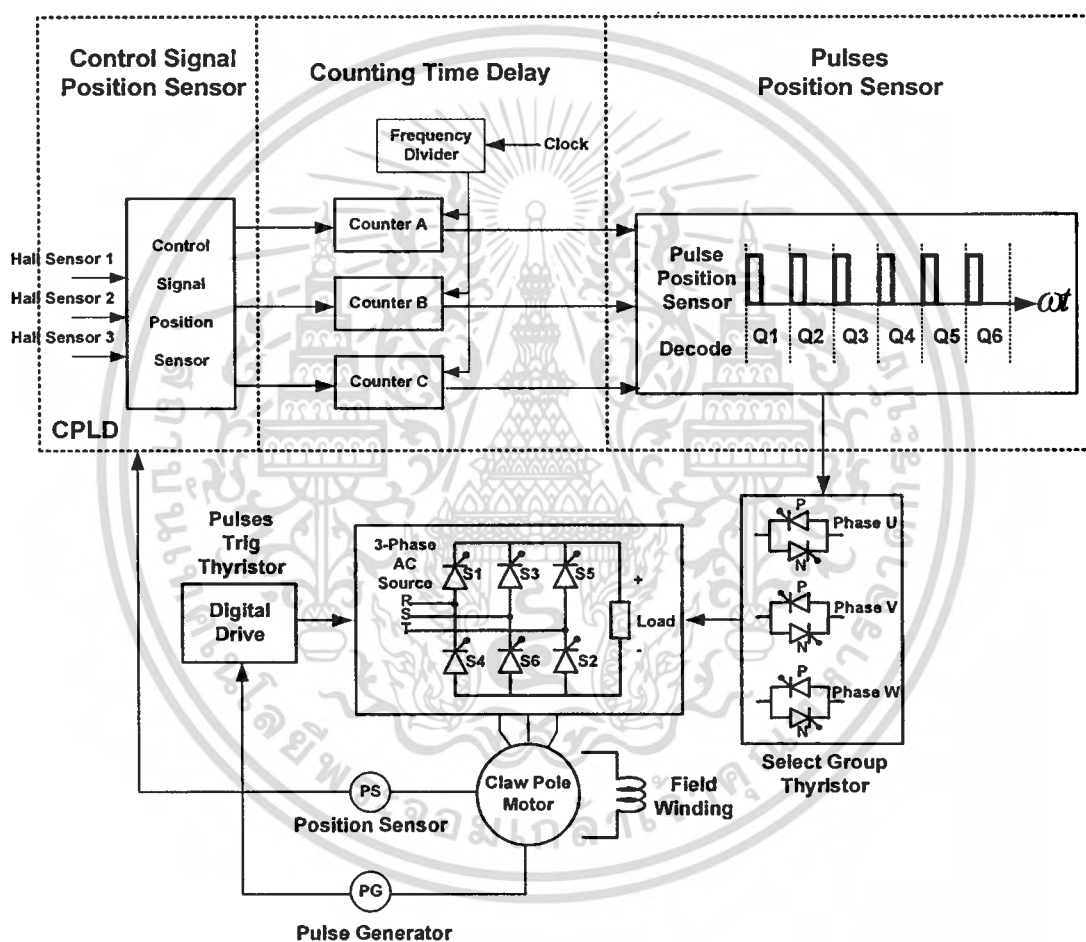 Control Signal
Position Sensor
Counting Time Delay
Pulses
Position Sensor
Frequency
Divider
Clock
Hall Sensor 1
Hall Sensor 2
Hall Sensor 3
Control
Signal
Position
Sensor
Counter A
Counter B
Counter C
Pulse
Position
Sensor
ωt
Decode
Q1 Q2 Q3 Q4 Q5 Q6
CPLD
Pulses
Trig
Thyristor
Digital
Drive
3-Phase
AC
Source
R
S
T
S1
S3
S5
S4
S6
S2
+
Load
-
P
Phase U
N
P
Phase V
N
P
Phase W
N
Select Group
Thyristor
Claw Pole
Motor
Field
Winding
PS
Position Sensor
PG
Pulse Generator